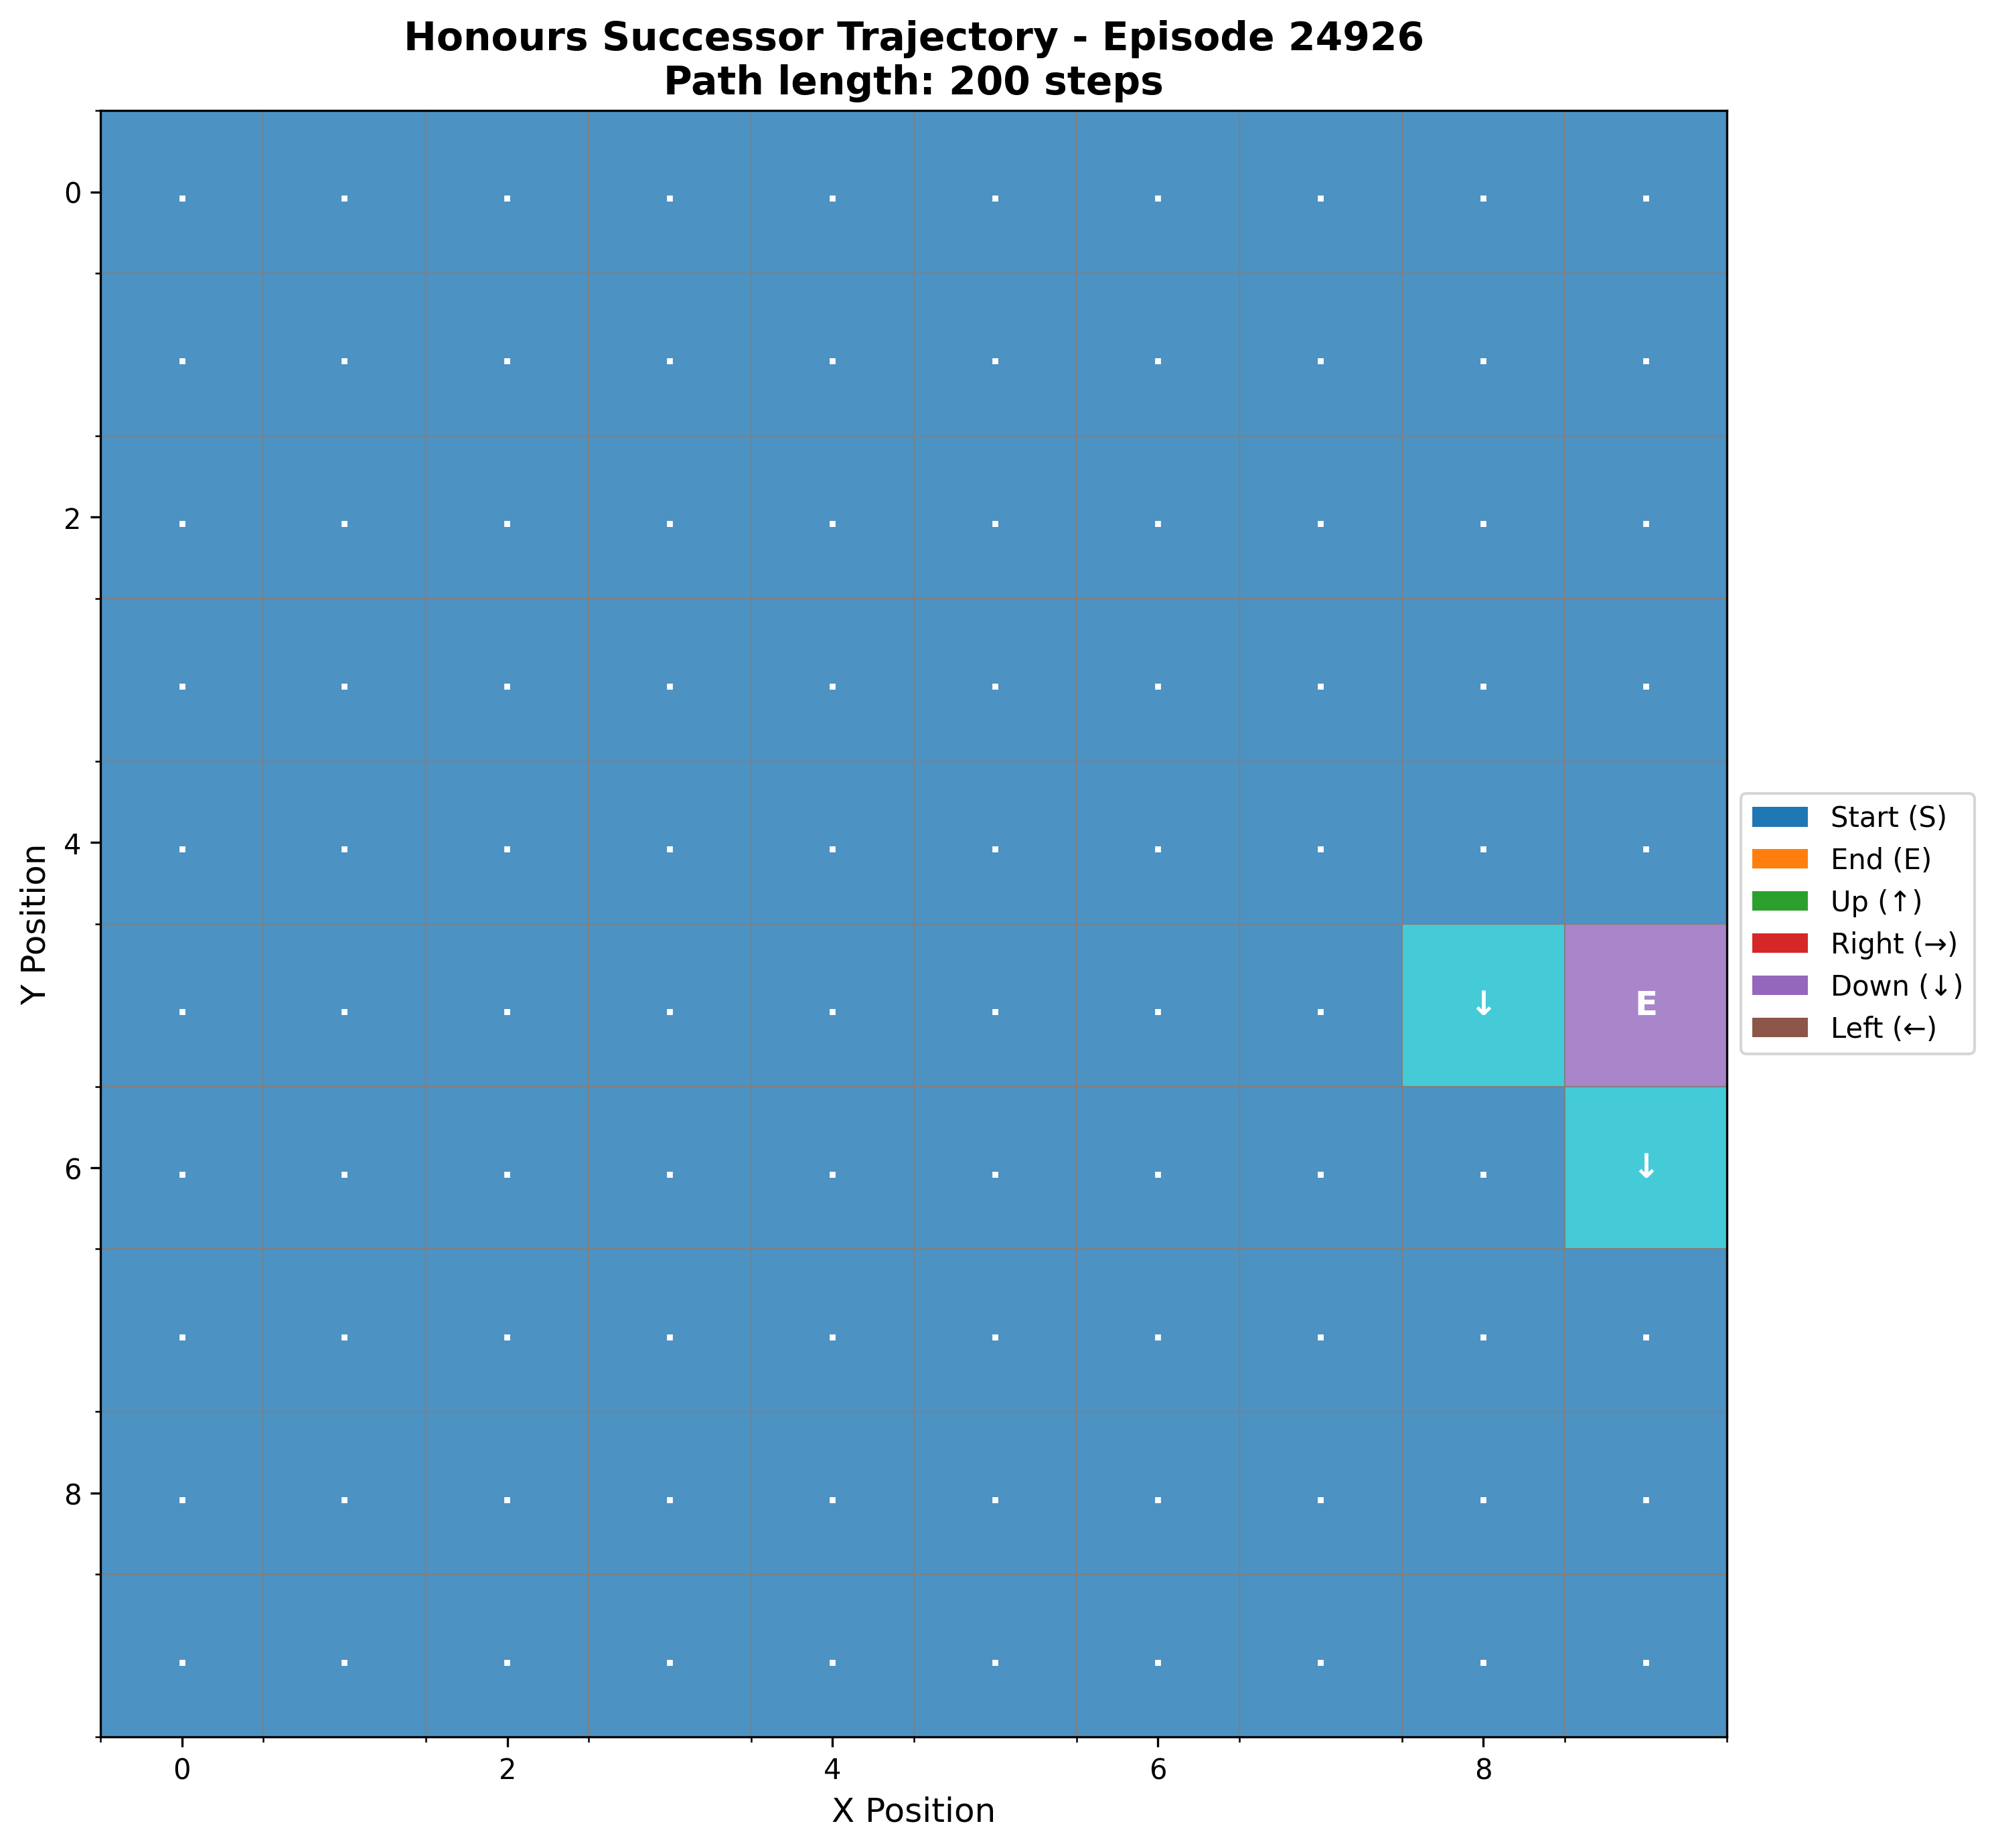 Honours Successor Trajectory - Episode 24926
Path length: 200 steps
0
2
4
↓ E
6 ↓
8
0 2 4 6 8
X Position
Y Position
Start (S)
End (E)
Up (↑)
Right (→)
Down (↓)
Left (←)